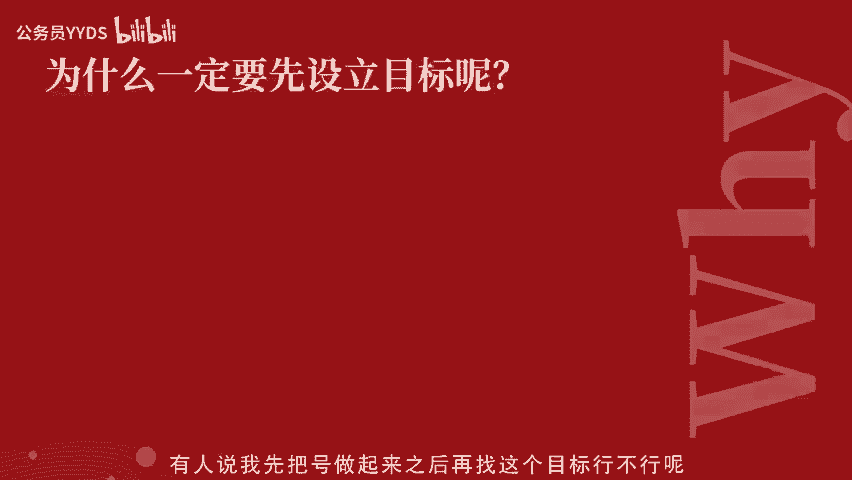 公务员YYDS bilibili
为什么一定要先设立目标呢?
Why
有人说我先把号做起来之后再找这个目标行不行呢